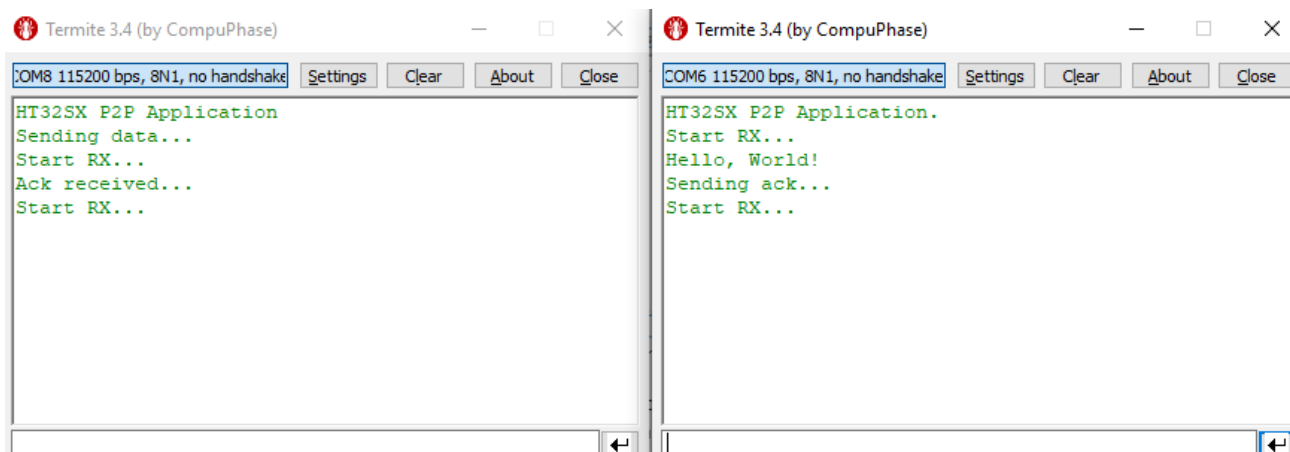 Termite 3.4 (by CompuPhase)
COM8 115200 bps, 8N1, no handshake Settings Clear About Close
HT32SX P2P Application
Sending data...
Start RX...
Ack received...
Start RX...
Termite 3.4 (by CompuPhase)
COM6 115200 bps, 8N1, no handshake Settings Clear About Close
HT32SX P2P Application.
Start RX...
Hello, World!
Sending ack...
Start RX...